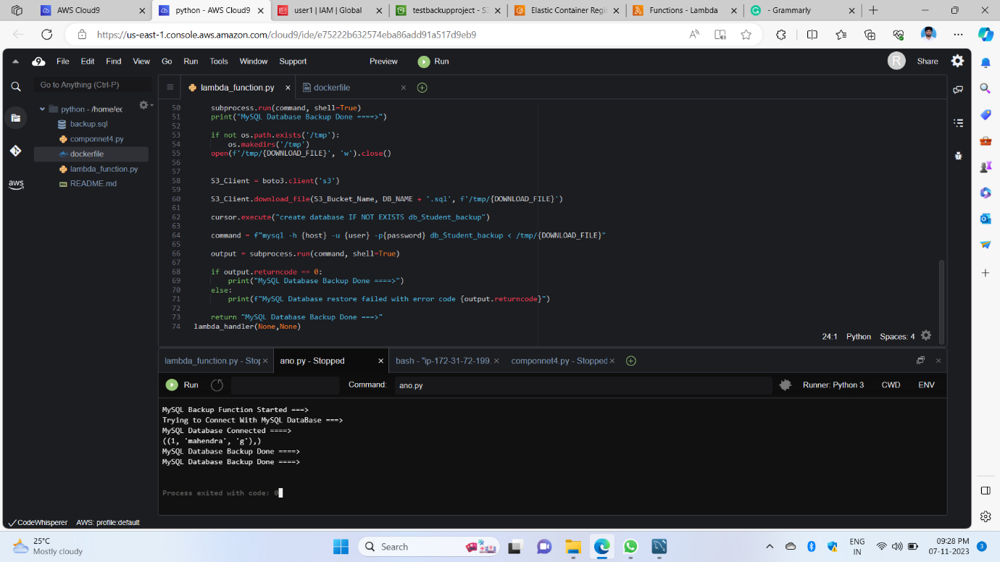 AWS Cloud9
python - AWS Cloud9
user1 | IAM | Global
testbackupproject - S3
Elastic Container Regis
Functions - Lambda
- Grammarly
https://us-east-1.console.aws.amazon.com/cloud9/ide/e75222b632574eba86add91a517d9eb9
File Edit Find View Go Run Tools Window Support Preview Run R Share
Go to Anything (Ctrl-P)
python - /home/ec
backup.sql
componnet4.py
dockerfile
lambda_function.py
README.md
aws
lambda_function.py dockerfile
50 subprocess.run(command, shell=True)
51 print("MySQL Database Backup Done ====>")
52
53 if not os.path.exists('/tmp'):
54 os.makedirs('/tmp')
55 open(f'/tmp/{DOWNLOAD_FILE}', 'w').close()
56
57
58 S3_Client = boto3.client('s3')
59
60 S3_Client.download_file(S3_Bucket_Name, DB_NAME + '.sql', f'/tmp/{DOWNLOAD_FILE}')
61
62 cursor.execute("create database IF NOT EXISTS db_Student_backup")
63
64 command = f"mysql -h {host} -u {user} -p{password} db_Student_backup < /tmp/{DOWNLOAD_FILE}"
65
66 output = subprocess.run(command, shell=True)
67
68 if output.returncode == 0:
69 print("MySQL Database Backup Done ====>")
70 else:
71 print(f"MySQL Database restore failed with error code {output.returncode}")
72
73 return "MySQL Database Backup Done ===>"
74 lambda_handler(None,None)
24:1 Python Spaces: 4
lambda_function.py - Stop
ano.py - Stopped
bash - "ip-172-31-72-199.
componnet4.py - Stopped
Run Command: ano.py Runner: Python 3 CWD ENV
MySQL Backup Function Started ===>
Trying to Connect With MySQL DataBase ===>
MySQL Database Connected ====>
((1, 'mahendra', 'g'),)
MySQL Database Backup Done ====>
MySQL Database Backup Done ====>
Process exited with code: 0
CodeWhisperer AWS: profile:default
25°C
Mostly cloudy
Search
ENG
IN
09:28 PM
07-11-2023
3